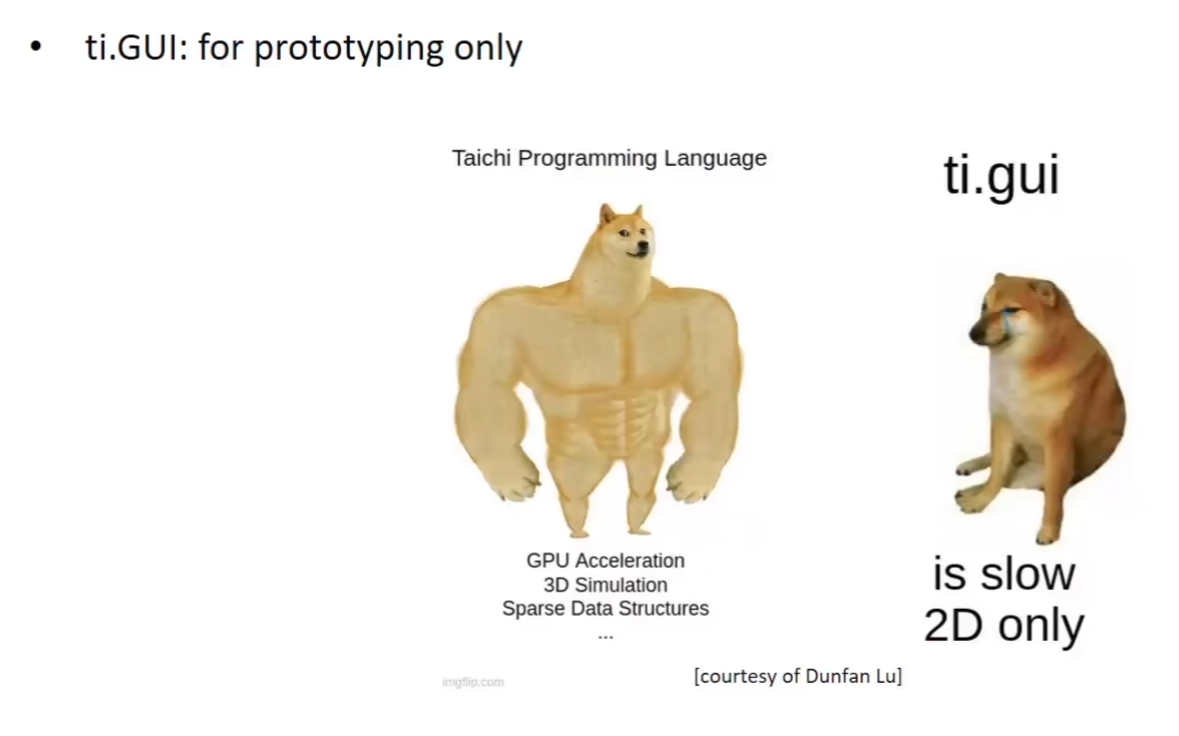 • ti.GUI: for prototyping only
Taichi Programming Language
ti.gui
GPU Acceleration
3D Simulation
Sparse Data Structures
...
is slow
2D only
[courtesy of Dunfan Lu]
imgflip.com